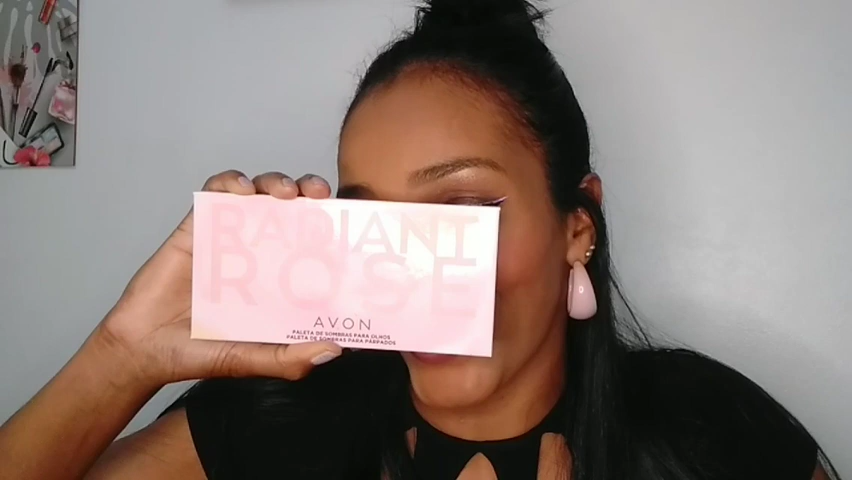 RADIANT
ROSE
AVON
PALETA DE SOMBRAS PARA OLHOS
PALETA DE SOMBRAS PARA PÁRPADOS